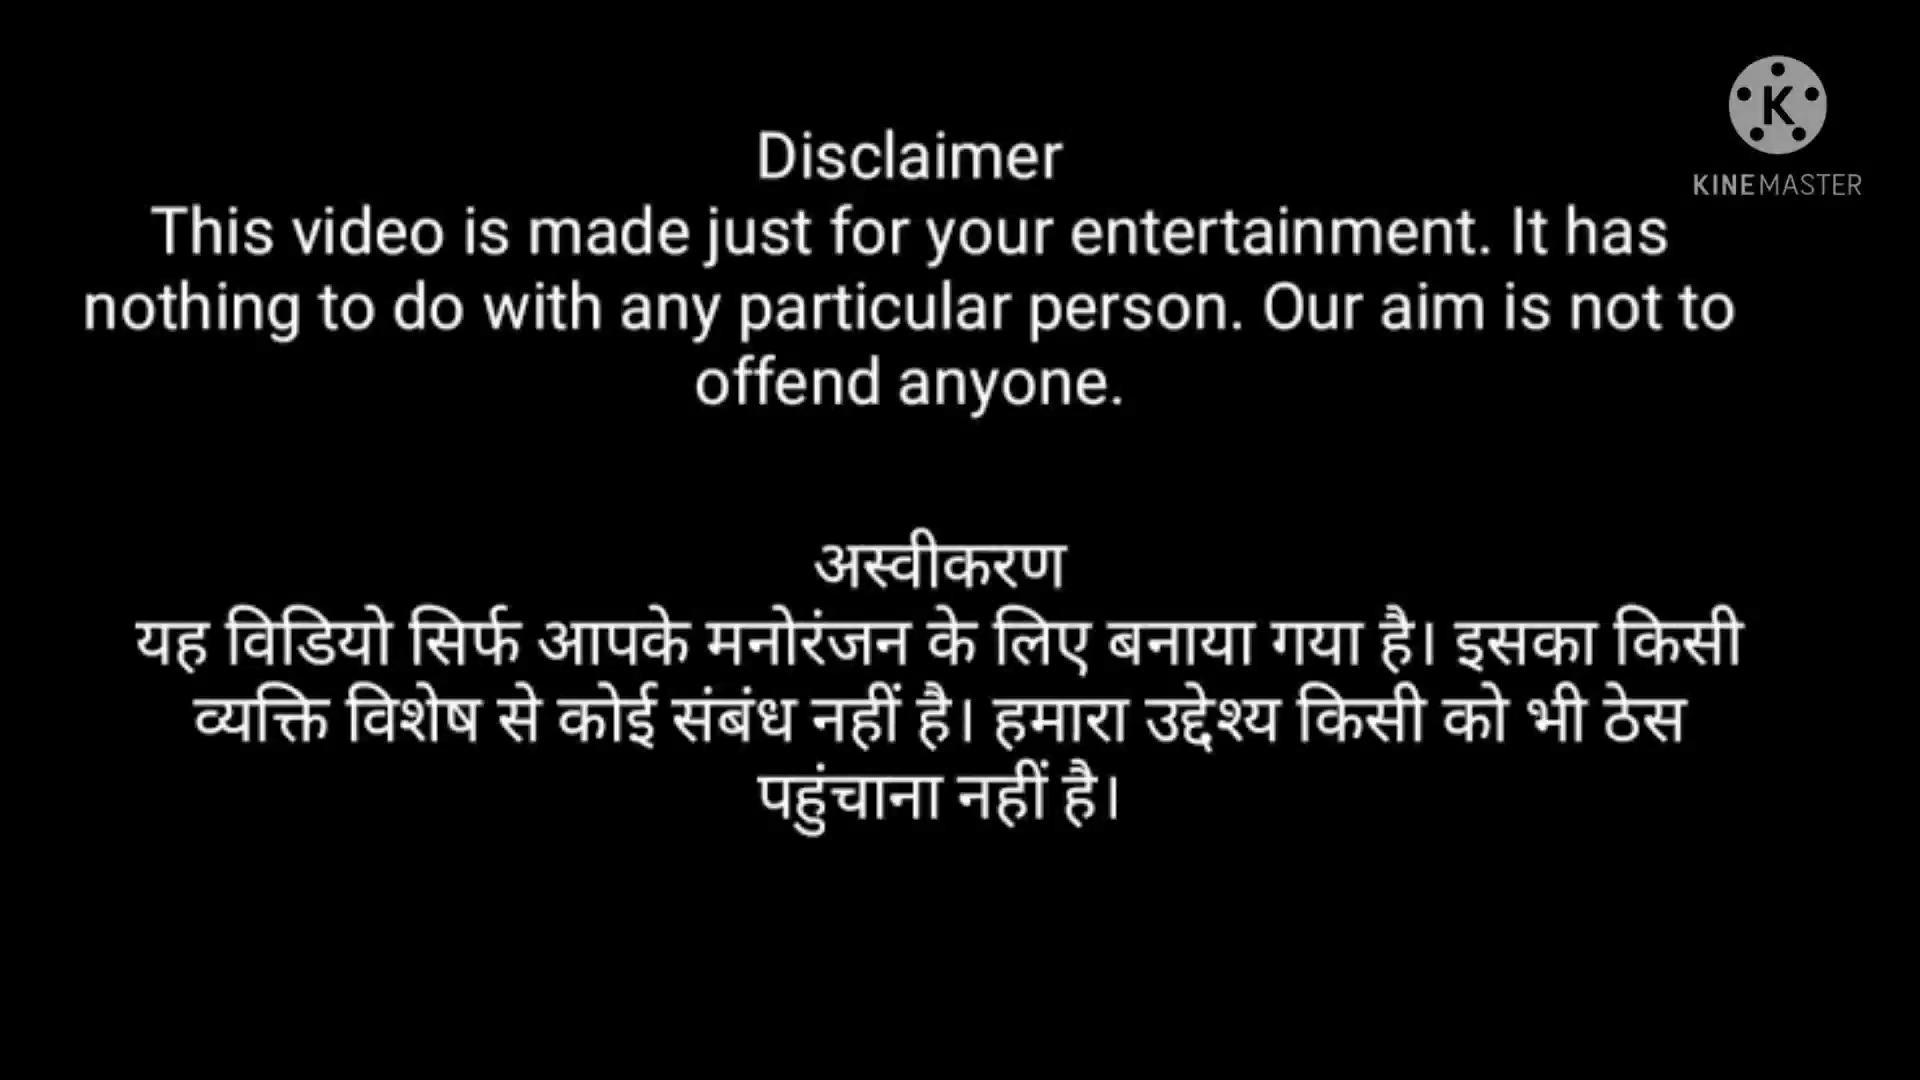 Disclaimer
This video is made just for your entertainment. It has
nothing to do with any particular person. Our aim is not to
offend anyone.
अस्वीकरण
यह विडियो सिर्फ आपके मनोरंजन के लिए बनाया गया है। इसका किसी
व्यक्ति विशेष से कोई संबंध नहीं है। हमारा उद्देश्य किसी को भी ठेस
पहुंचाना नहीं है।
K
KINEMASTER